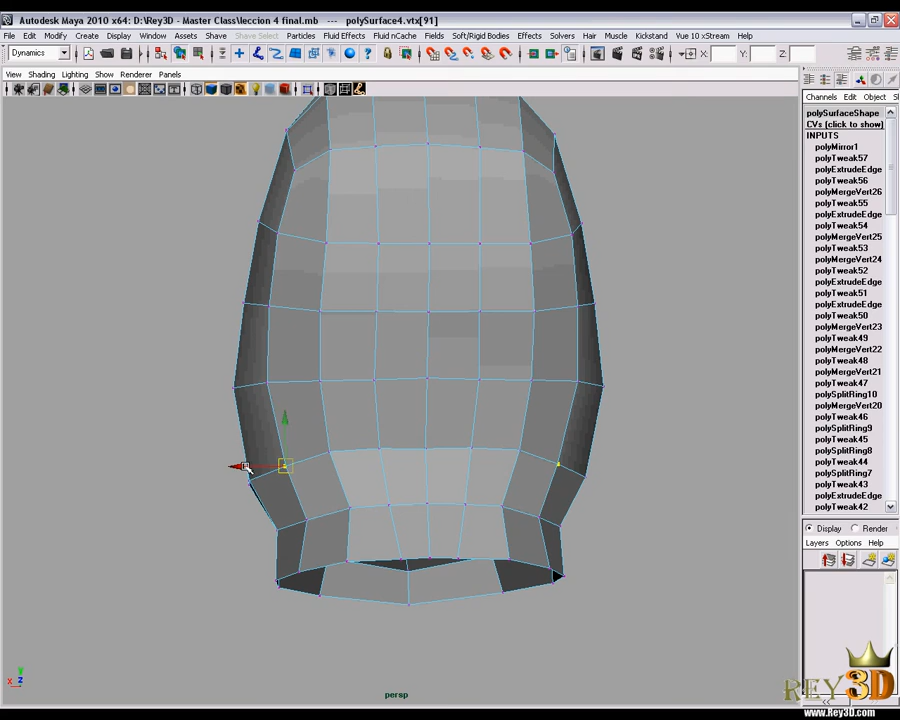 Autodesk Maya 2010 x64: D:\Rey3D - Master Class\leccion 4 final.mb --- polySurface4.vtx[91]
File Edit Modify Create Display Window Assets Share Share Select Particles Fluid Effects Fluid nCache Fields Soft/Rigid Bodies Effects Solvers Hair Muscle Kickstand Vue 10 xStream Help
Dynamics X: Y: Z:
View Shading Lighting Show Renderer Panels
Channels Edit Object
polySurfaceShape
CVs (click to show)
INPUTS
polyMirror1
polyTweak57
polyExtrudeEdge
polyTweak56
polyMergeVert26
polyTweak55
polyExtrudeEdge
polyTweak54
polyMergeVert25
polyTweak53
polyMergeVert24
polyTweak52
polyExtrudeEdge
polyTweak51
polyExtrudeEdge
polyTweak50
polyMergeVert23
polyTweak49
polyMergeVert22
polyTweak48
polyMergeVert21
polyTweak47
polySplitRing10
polyMergeVert20
polyTweak46
polySplitRing9
polyTweak45
polySplitRing8
polyTweak44
polySplitRing7
polyTweak43
polyExtrudeEdge
polyTweak42
Display Render
Layers Options Help
y
x z
persp
REY3D
www.Rey3D.com